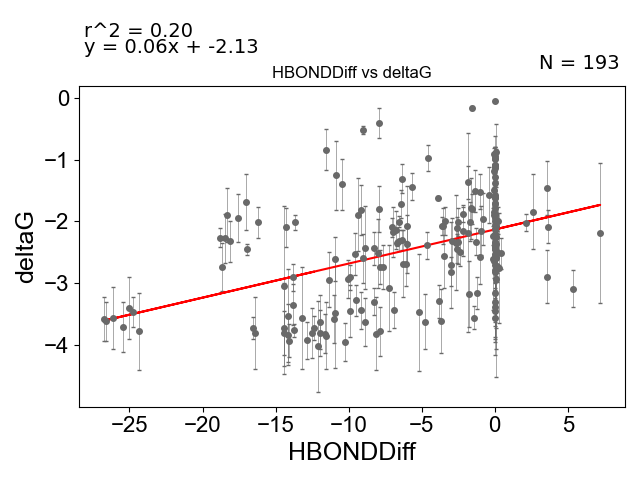 r^2 = 0.20
y = 0.06x + -2.13
N = 193
HBONDDiff vs deltaG
deltaG
0
−1
−2
−3
−4
−25
−20
−15
−10
−5
0
5
HBONDDiff